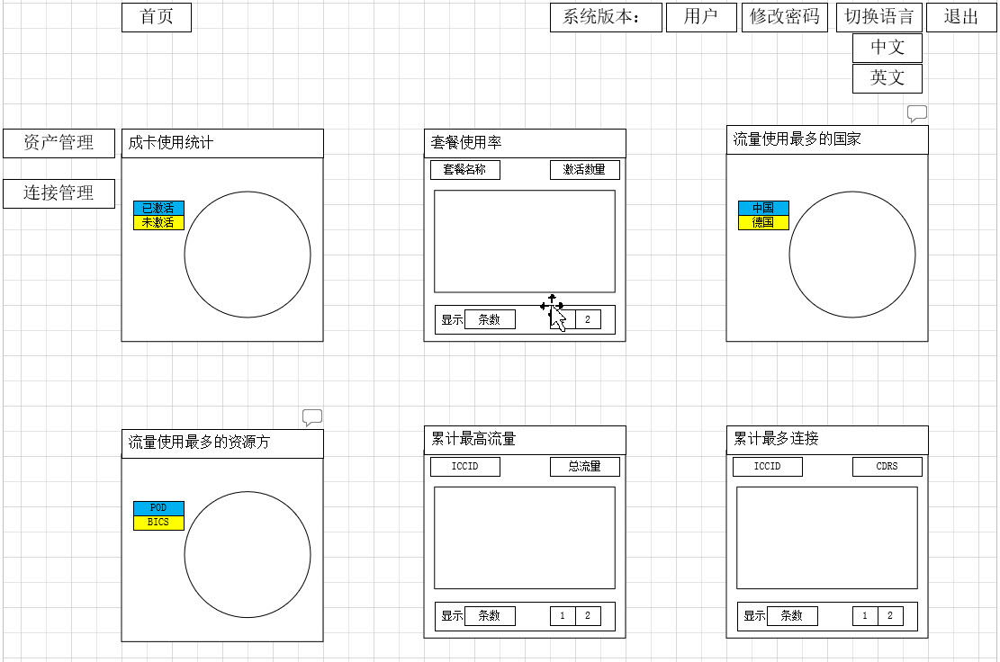 首页
系统版本：
用户
修改密码
切换语言
退出
中文
英文
资产管理
连接管理
成卡使用统计
已激活
未激活
套餐使用率
套餐名称
激活数量
显示
条数
2
流量使用最多的国家
中国
德国
流量使用最多的资源方
POD
BICS
累计最高流量
ICCID
总流量
显示
条数
1
2
累计最多连接
ICCID
CDRS
显示
条数
1
2